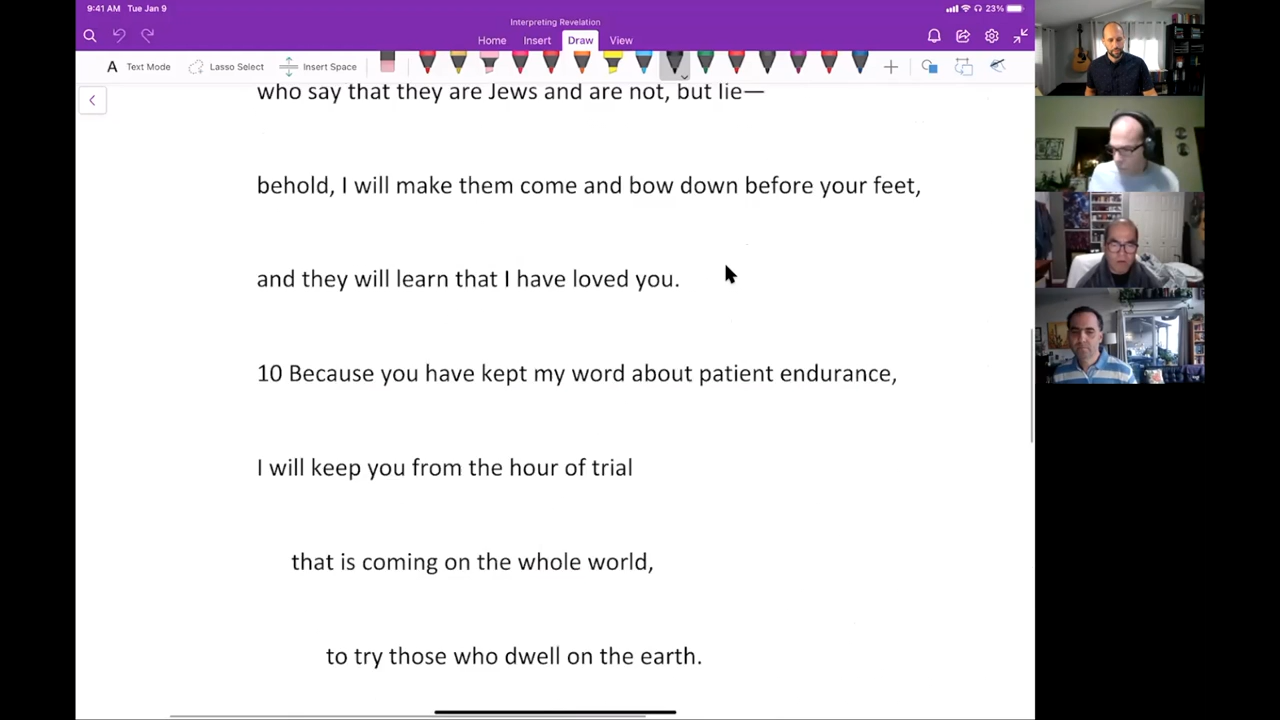 9:41 AM Tue Jan 9
23%
Interpreting Revelation
Home Insert Draw View
A Text Mode Lasso Select Insert Space
who say that they are Jews and are not, but lie—
behold, I will make them come and bow down before your feet,
and they will learn that I have loved you.
10 Because you have kept my word about patient endurance,
I will keep you from the hour of trial
that is coming on the whole world,
to try those who dwell on the earth.